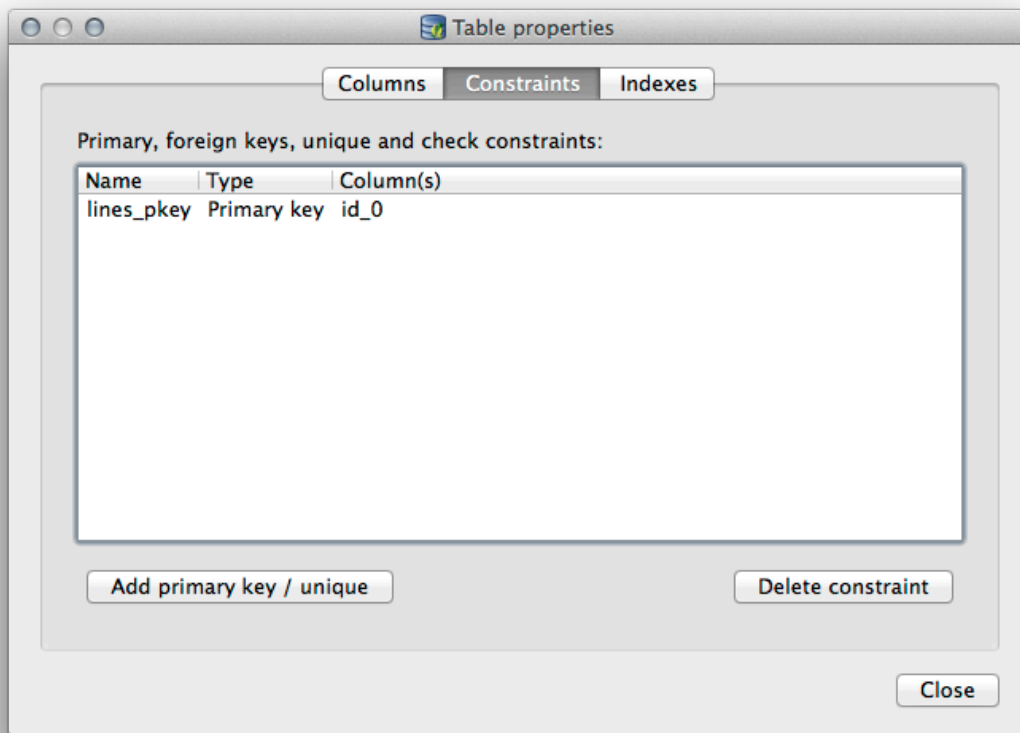 Table properties
Columns Constraints Indexes
Primary, foreign keys, unique and check constraints:
Name Type Column(s)
lines_pkey Primary key id_0
Add primary key / unique Delete constraint
Close